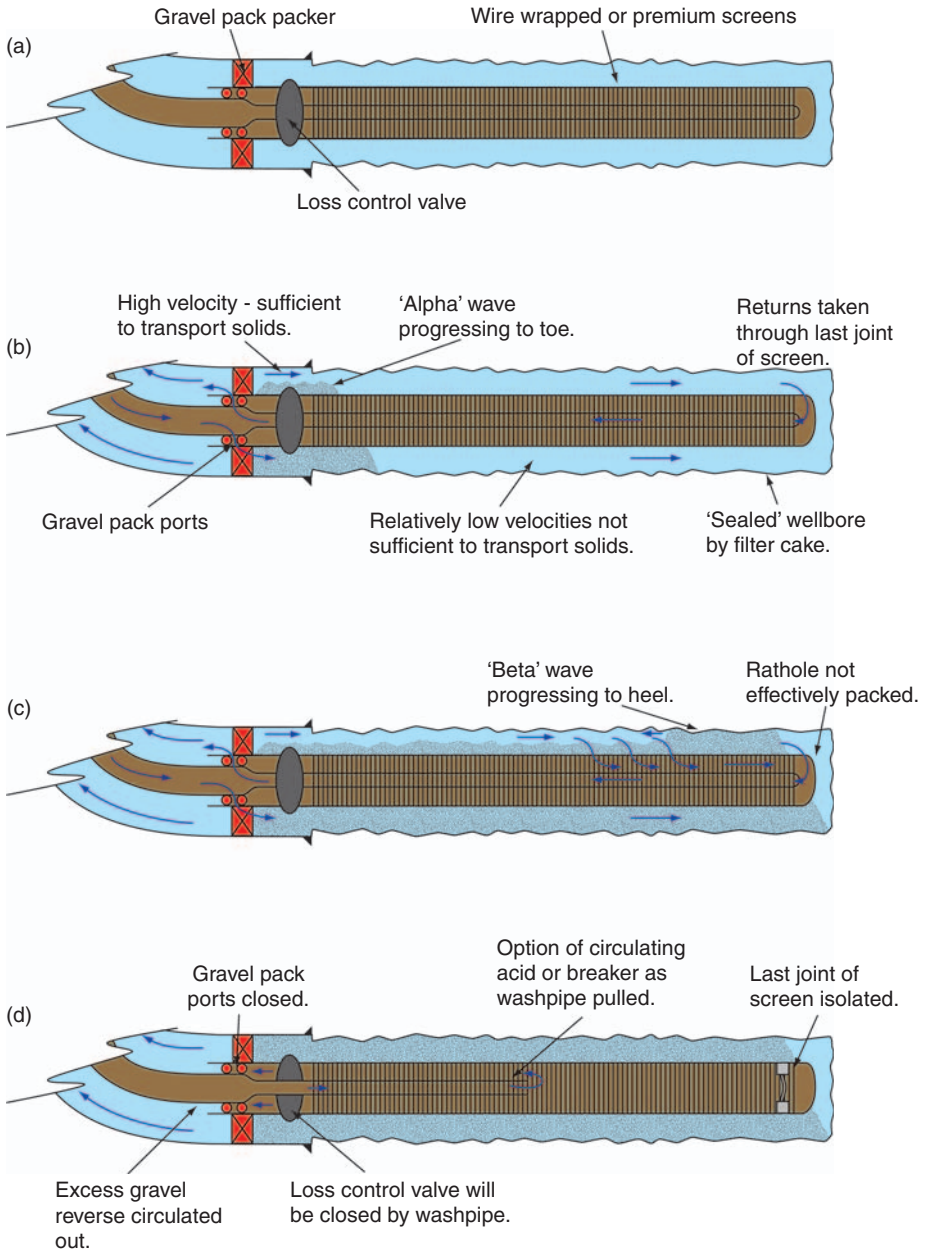 Gravel pack packer
Wire wrapped or premium screens
(a)
Loss control valve
High velocity - sufficient
to transport solids.
‘Alpha’ wave
progressing to toe.
Returns taken
through last joint
of screen.
(b)
Gravel pack ports
Relatively low velocities not
sufficient to transport solids.
‘Sealed’ wellbore
by filter cake.
‘Beta’ wave
progressing to heel.
Rathole not
effectively packed.
(c)
Option of circulating
acid or breaker as
washpipe pulled.
Gravel pack
ports closed.
Last joint of
screen isolated.
(d)
Excess gravel
reverse circulated
out.
Loss control valve will
be closed by washpipe.